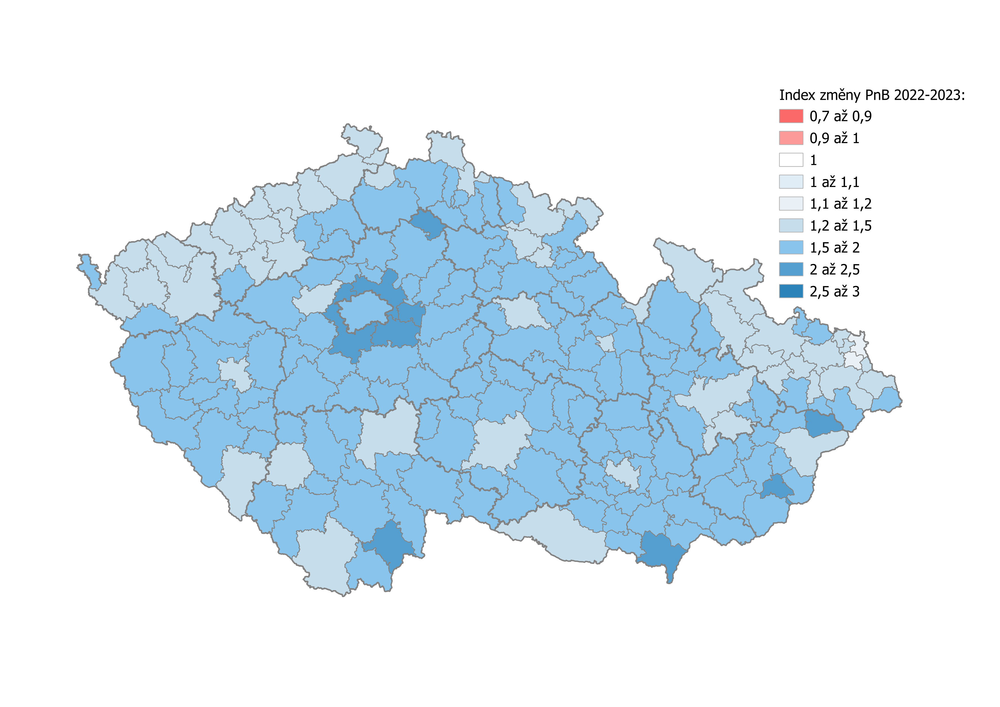 Index změny PnB 2022-2023:
0,7 až 0,9
0,9 až 1
1
1 až 1,1
1,1 až 1,2
1,2 až 1,5
1,5 až 2
2 až 2,5
2,5 až 3